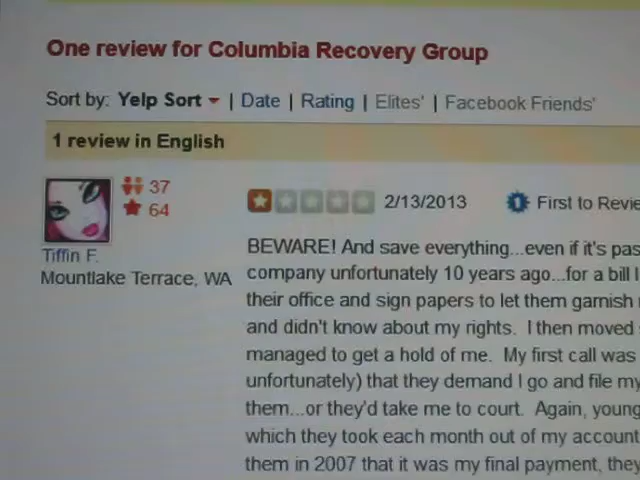 One review for Columbia Recovery Group
Sort by: Yelp Sort | Date | Rating | Elites' | Facebook Friends'
1 review in English
37
64
Tiffin F.
Mountlake Terrace, WA
2/13/2013
1 First to Revie
BEWARE! And save everything...even if it's pas
company unfortunately 10 years ago...for a bill I
their office and sign papers to let them garnish
and didn't know about my rights. I then moved
managed to get a hold of me. My first call was
unfortunately) that they demand I go and file my
them...or they'd take me to court. Again, young
which they took each month out of my account
them in 2007 that it was my final payment, they